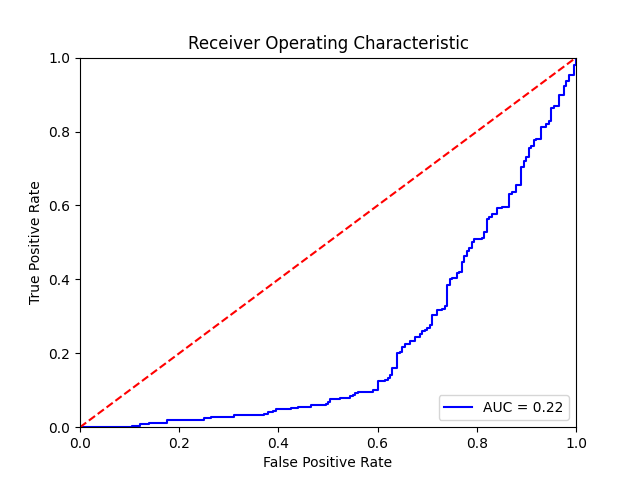 Receiver Operating Characteristic
1.0
0.8
0.6
0.4
0.2
0.0
True Positive Rate
AUC = 0.22
0.0 0.2 0.4 0.6 0.8 1.0
False Positive Rate